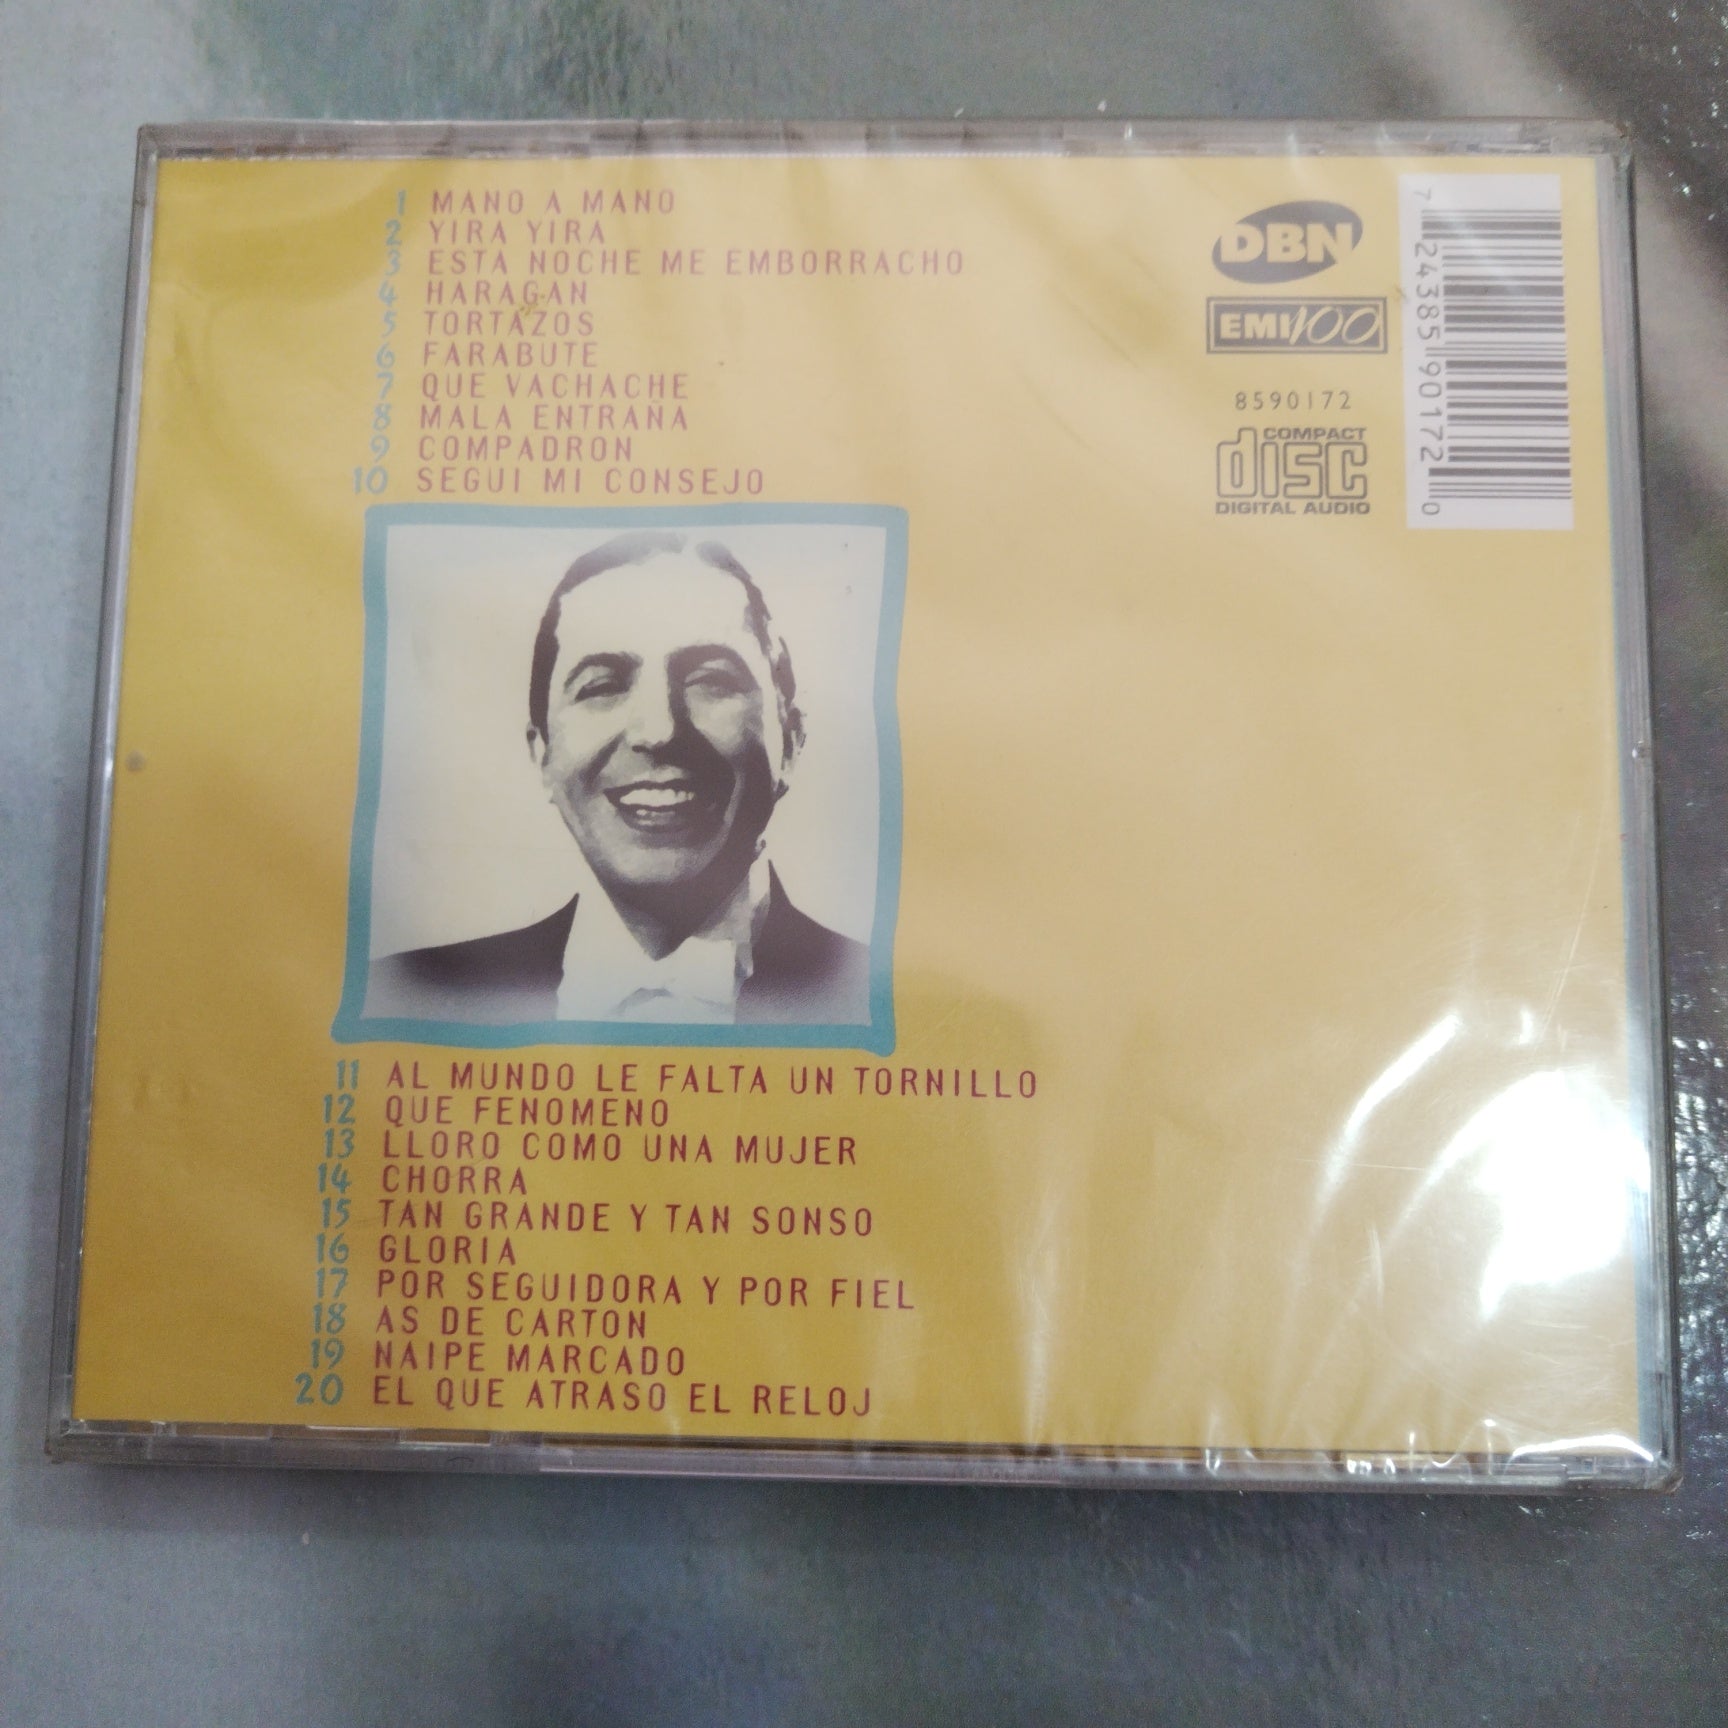 1 MANO A MANO
2 YIRA YIRA
3 ESTA NOCHE ME EMBORRACHO
4 HARAGAN
5 TORTAZOS
6 FARABUTE
7 QUE VACHACHE
8 MALA ENTRAÑA
9 COMPADRON
10 SEGUI MI CONSEJO
DBN
EMI 100
8590172
COMPACT
disc
DIGITAL AUDIO
7 24385 90172 0
11 AL MUNDO LE FALTA UN TORNILLO
12 QUE FENOMENO
13 LLORO COMO UNA MUJER
14 CHORRA
15 TAN GRANDE Y TAN SONSO
16 GLORIA
17 POR SEGUIDORA Y POR FIEL
18 AS DE CARTON
19 NAIPE MARCADO
20 EL QUE ATRASO EL RELOJ